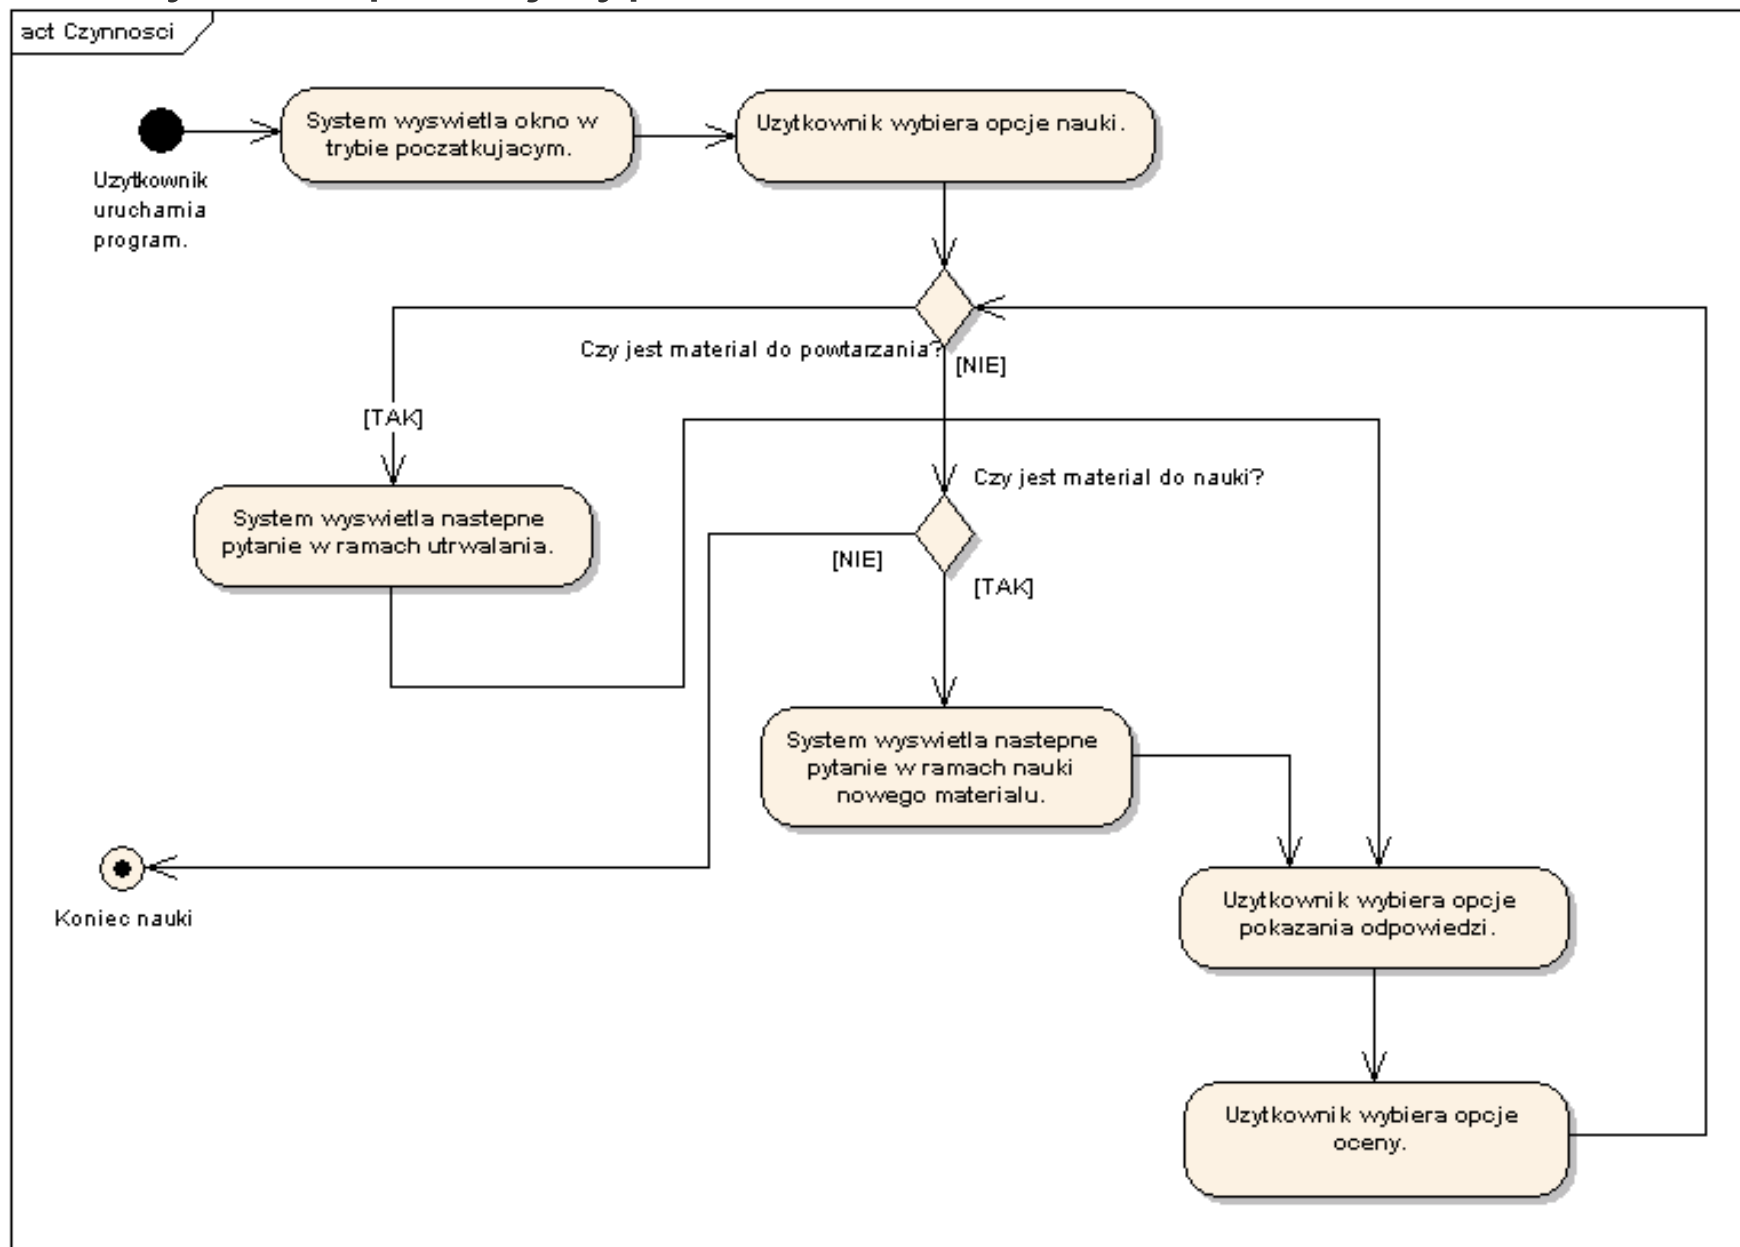 act Czynnosci
System wyswietla okno w
trybie poczatkujacym.
Uzytkownik wybiera opcje nauki.
Uzytkownik
uruchamia
program.
Czy jest material do powtarzania?
[NIE]
[TAK]
Czy jest material do nauki?
System wyswietla nastepne
pytanie w ramach utrwalania.
[NIE]
[TAK]
System wyswietla nastepne
pytanie w ramach nauki
nowego materialu.
Koniec nauki
Uzytkownik wybiera opcje
pokazania odpowiedzi.
Uzytkownik wybiera opcje
oceny.